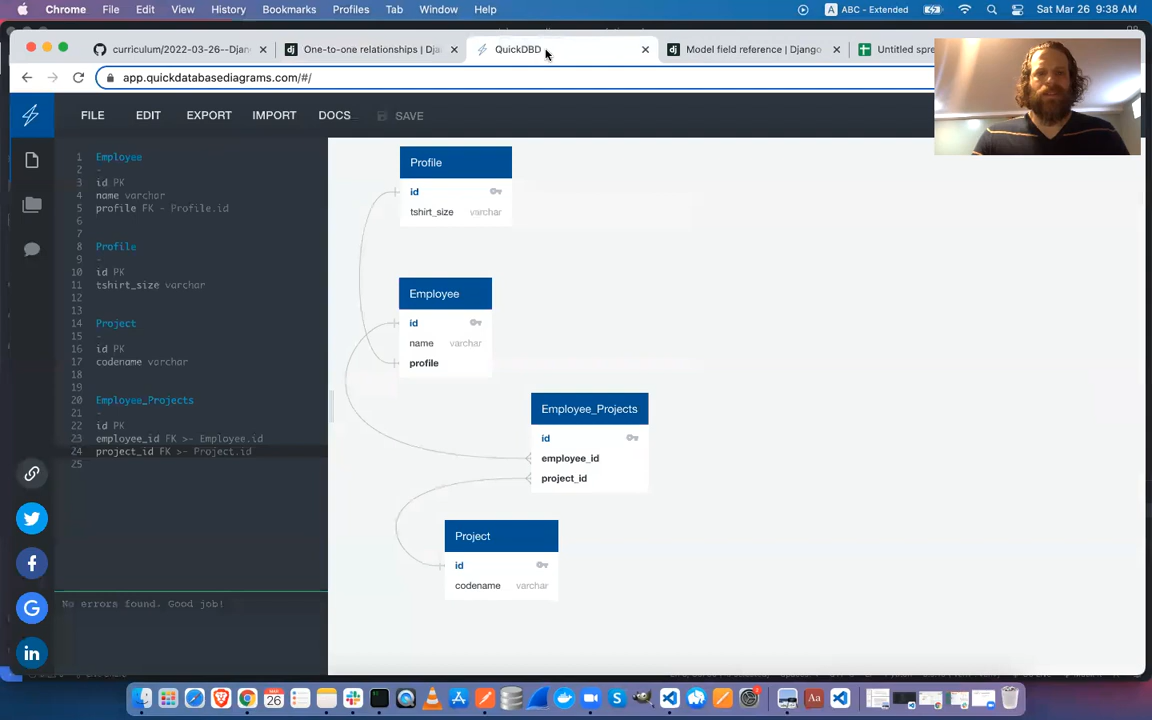 Chrome File Edit View History Bookmarks Profiles Tab Window Help
ABC - Extended
Sat Mar 26 9:38 AM
curriculum/2022-03-26--Djan
One-to-one relationships | Dja
QuickDBD
Model field reference | Django
Untitled spre
app.quickdatabasediagrams.com/#/
FILE EDIT EXPORT IMPORT DOCS SAVE
1 Employee
2 -
3 id PK
4 name varchar
5 profile FK - Profile.id
6
7
8 Profile
9 -
10 id PK
11 tshirt_size varchar
12
13
14 Project
15 -
16 id PK
17 codename varchar
18
19
20 Employee_Projects
21 -
22 id PK
23 employee_id FK >- Employee.id
24 project_id FK >- Project.id
25
No errors found. Good job!
Profile
id
tshirt_size varchar
Employee
id
name varchar
profile
Employee_Projects
id
employee_id
project_id
Project
id
codename varchar